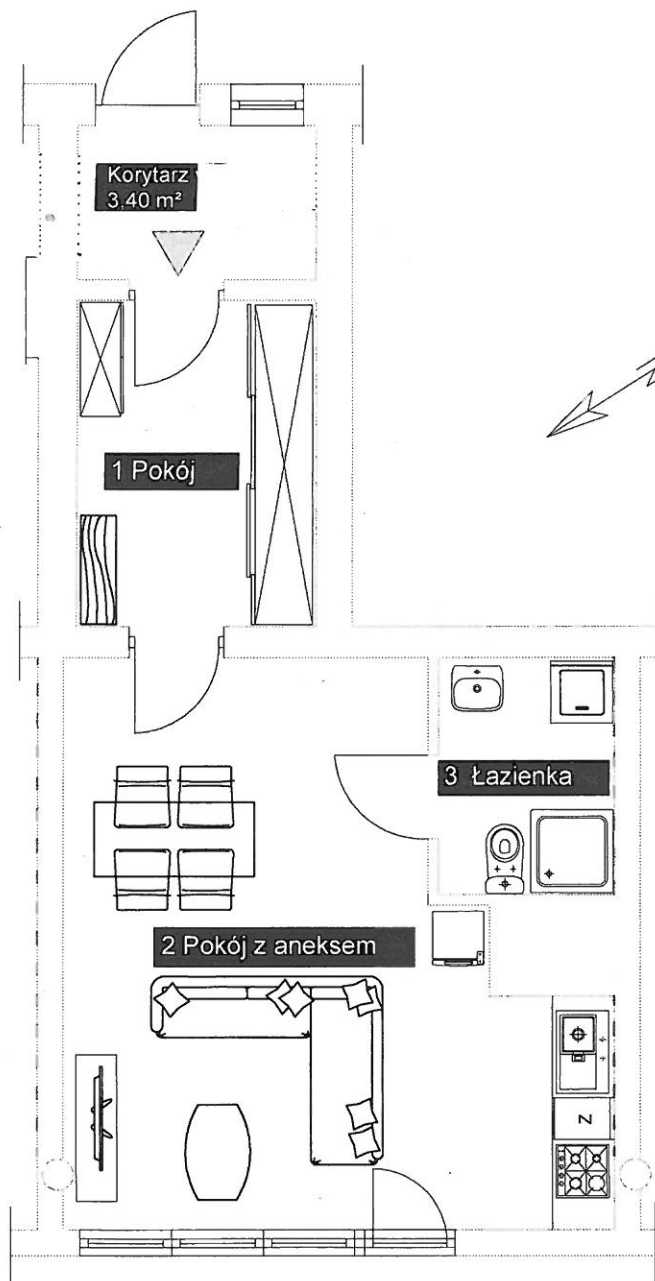 Korytarz
3,40 m²
1 Pokój
3 Łazienka
2 Pokój z aneksem
N